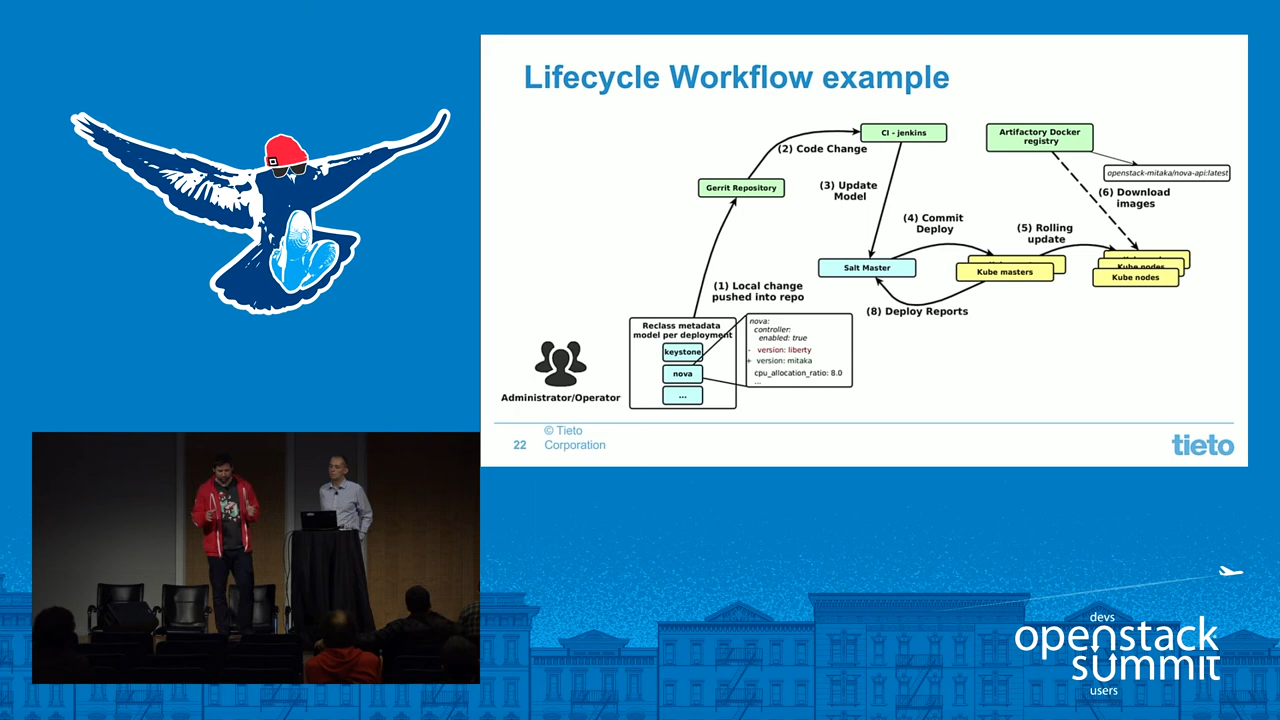 Lifecycle Workflow example
CI - jenkins
Artifactory Docker
registry
(2) Code Change
openstack-mitaka/nova-api:latest
Gerrit Repository
(3) Update
Model
(6) Download
images
(4) Commit
Deploy
(5) Rolling
update
Salt Master
Kube masters
Kube nodes
Kube nodes
(1) Local change
pushed into repo
(8) Deploy Reports
Reclass metadata
model per deployment
keystone
nova
...
nova:
controller:
enabled: true
- version: liberty
+ version: mitaka
cpu_allocation_ratio: 8.0
...
Administrator/Operator
22
© Tieto
Corporation
tieto
devs
openstack
summit
users